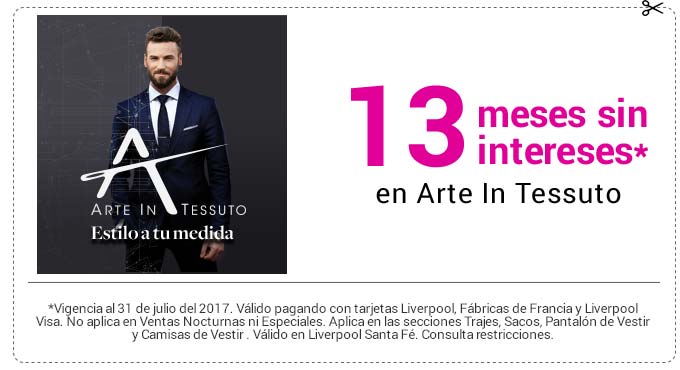 ARTE IN TESSUTO
Estilo a tu medida
13 meses sin
intereses*
en Arte In Tessuto
*Vigencia al 31 de julio del 2017. Válido pagando con tarjetas Liverpool, Fábricas de Francia y Liverpool
Visa. No aplica en Ventas Nocturnas ni Especiales. Aplica en las secciones Trajes, Sacos, Pantalón de Vestir
y Camisas de Vestir . Válido en Liverpool Santa Fé. Consulta restricciones.